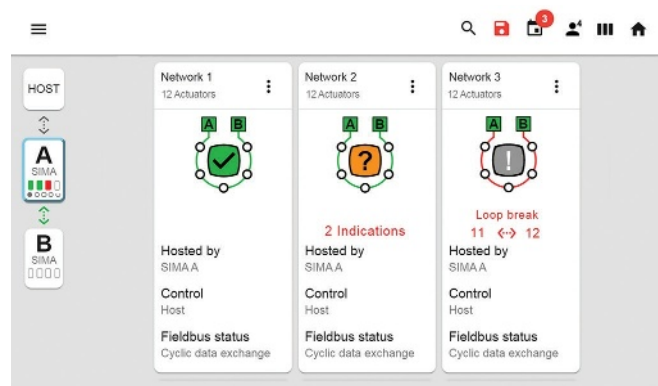 3
4
HOST
A
SIMA
B
SIMA
Network 1
12 Actuators
A B
Hosted by
SIMA A
Control
Host
Fieldbus status
Cyclic data exchange
Network 2
12 Actuators
A B
?
2 Indications
Hosted by
SIMA A
Control
Host
Fieldbus status
Cyclic data exchange
Network 3
12 Actuators
A B
!
Loop break
11 <··> 12
Hosted by
SIMA A
Control
Host
Fieldbus status
Cyclic data exchange